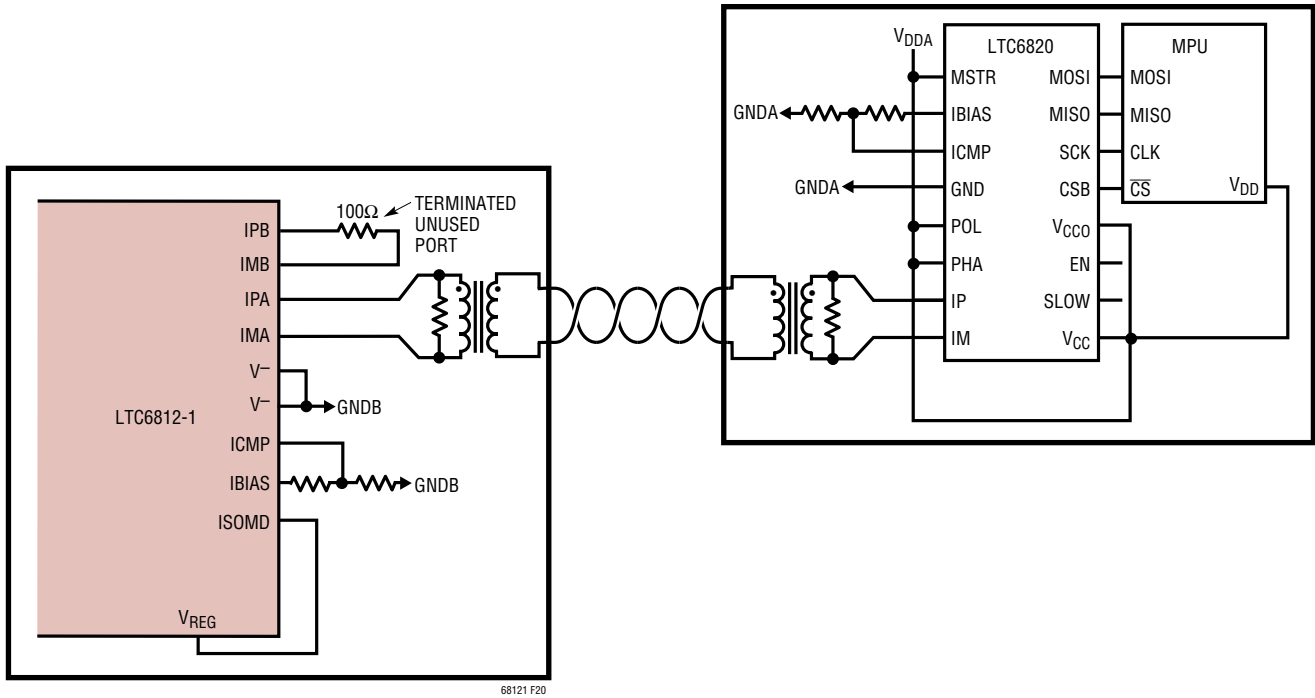 V_DDA
LTC6820
MPU
MSTR
MOSI
MOSI
GNDA
IBIAS
MISO
MISO
ICMP
SCK
CLK
GNDA
GND
CSB
C̅S̅
V_DD
POL
V_CCO
PHA
EN
IP
SLOW
IM
V_CC
IPB
100Ω
TERMINATED
UNUSED
PORT
IMB
IPA
IMA
V–
V–
GNDB
LTC6812-1
ICMP
IBIAS
GNDB
ISOMD
V_REG
68121 F20